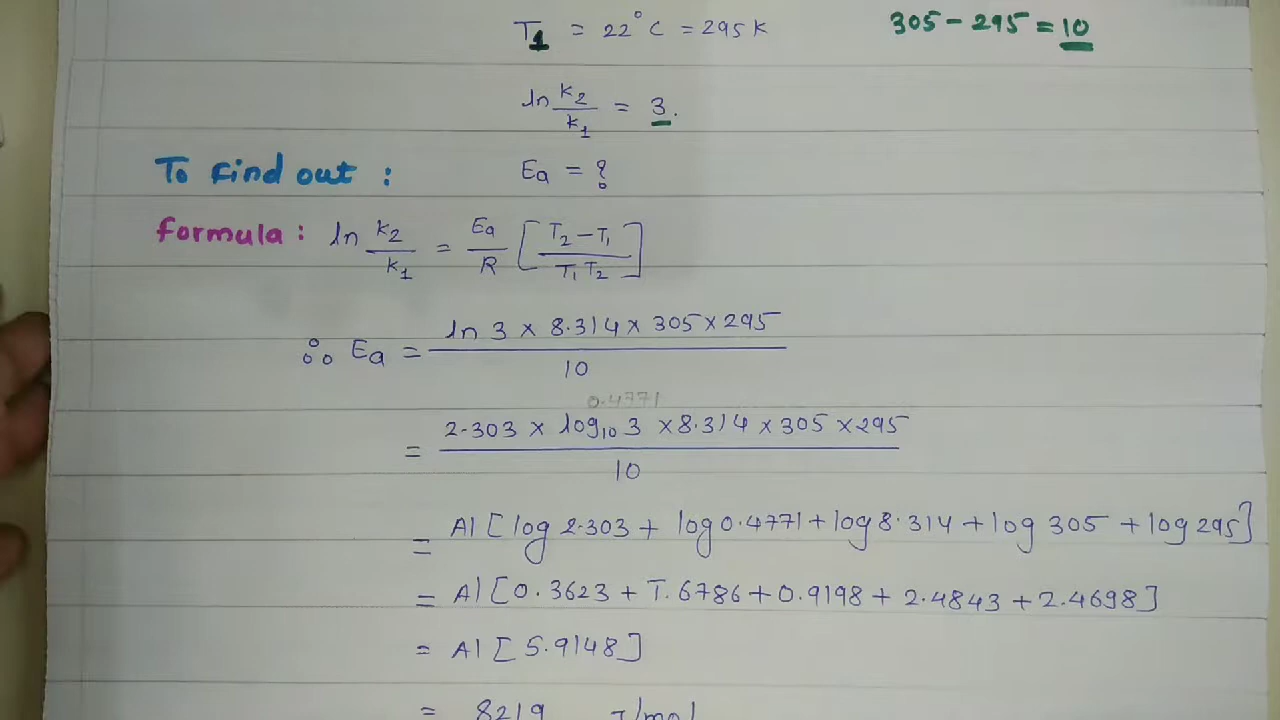 T1 = 22°C = 295 K 305 - 295 = 10
ln K2/K1 = 3.
To Find out : Ea = ?
formula : ln K2/K1 = Ea/R [T2 - T1 / T1 T2]
∴ Ea = ln 3 × 8.314 × 305 × 295 / 10
0.4771
= 2.303 × log10 3 × 8.314 × 305 × 295 / 10
= Al [log 2.303 + log 0.4771 + log 8.314 + log 305 + log 295]
= Al [0.3623 + T.6786 + 0.9198 + 2.4843 + 2.4698]
= Al [5.9148]
= 8219 J/mol